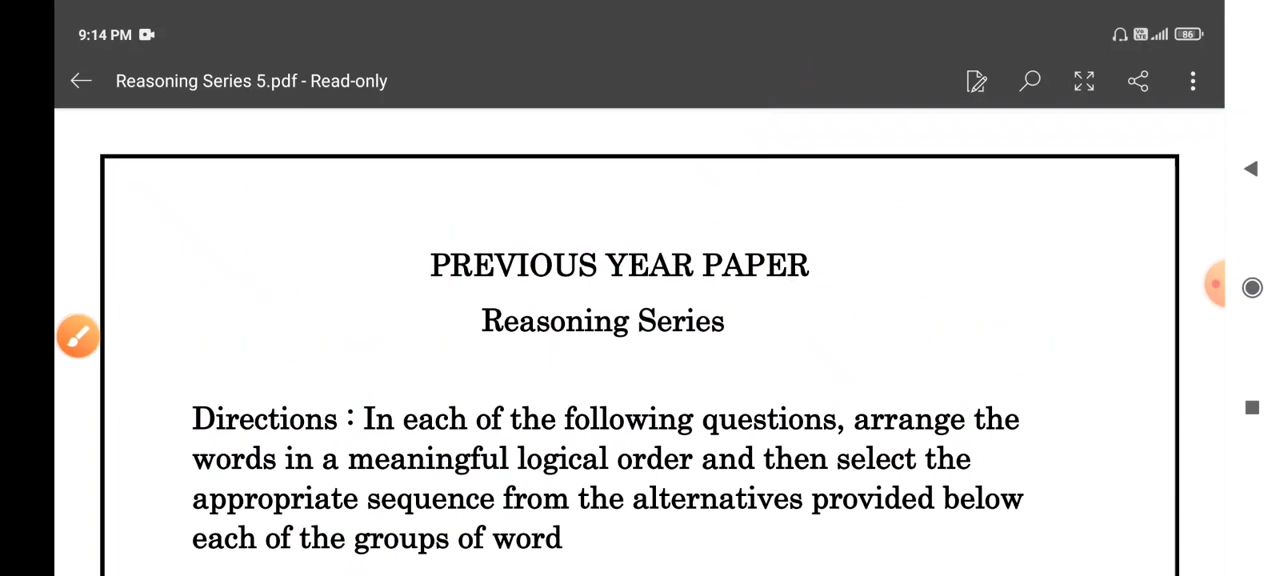 9:14 PM
86
Reasoning Series 5.pdf - Read-only
PREVIOUS YEAR PAPER
Reasoning Series
Directions : In each of the following questions, arrange the
words in a meaningful logical order and then select the
appropriate sequence from the alternatives provided below
each of the groups of word